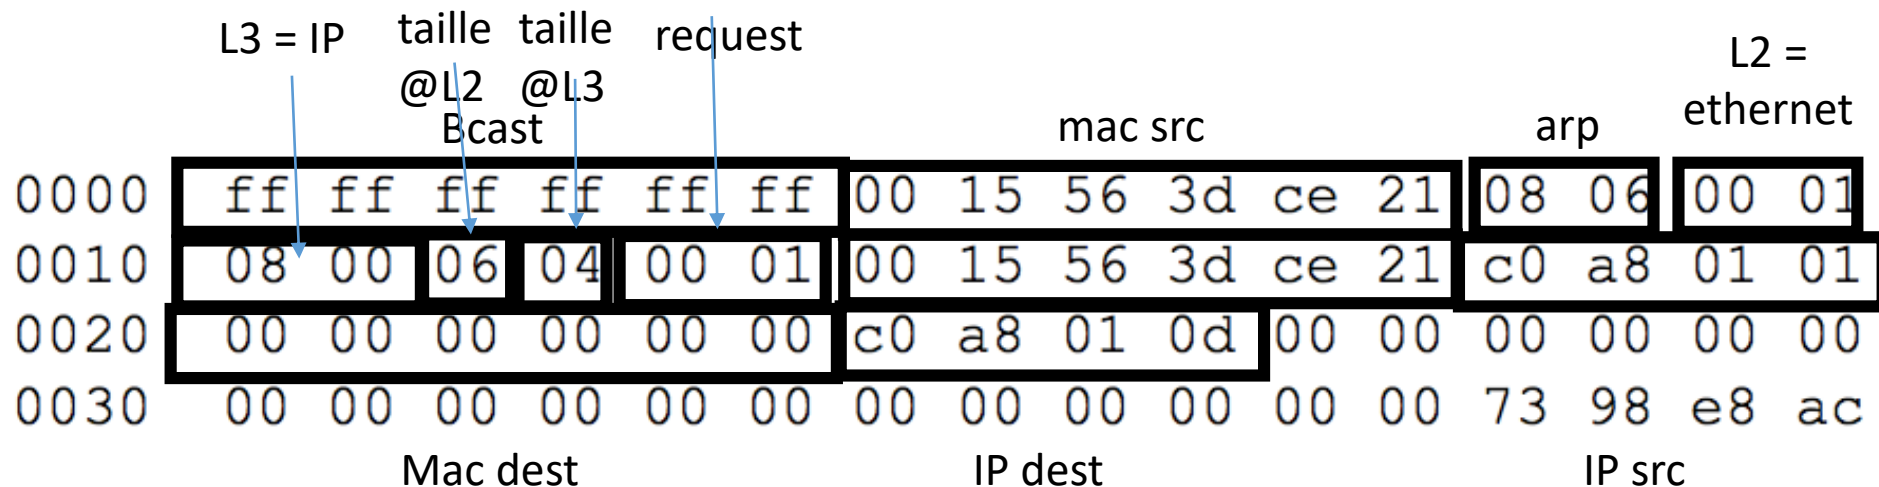 L3 = IP
taille
@L2
taille
@L3
request
L2 =
ethernet
Bcast
mac src
arp
0000 ff ff ff ff ff ff 00 15 56 3d ce 21 08 06 00 01
0010 08 00 06 04 00 01 00 15 56 3d ce 21 c0 a8 01 01
0020 00 00 00 00 00 00 c0 a8 01 0d 00 00 00 00 00 00
0030 00 00 00 00 00 00 00 00 00 00 00 00 73 98 e8 ac
Mac dest
IP dest
IP src